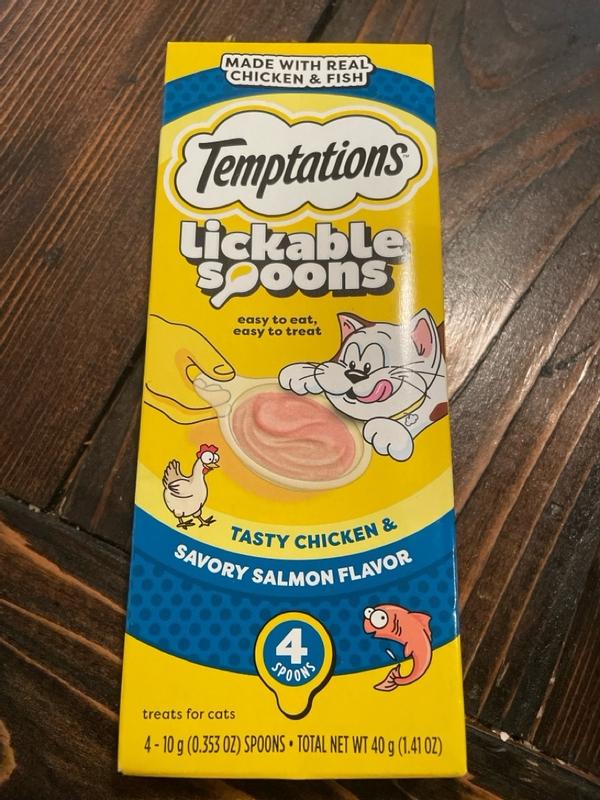 MADE WITH REAL
CHICKEN & FISH
Temptations™
Lickable
spoons
easy to eat,
easy to treat
TASTY CHICKEN &
SAVORY SALMON FLAVOR
4
SPOONS
treats for cats
4 - 10 g (0.353 OZ) SPOONS • TOTAL NET WT 40 g (1.41 OZ)